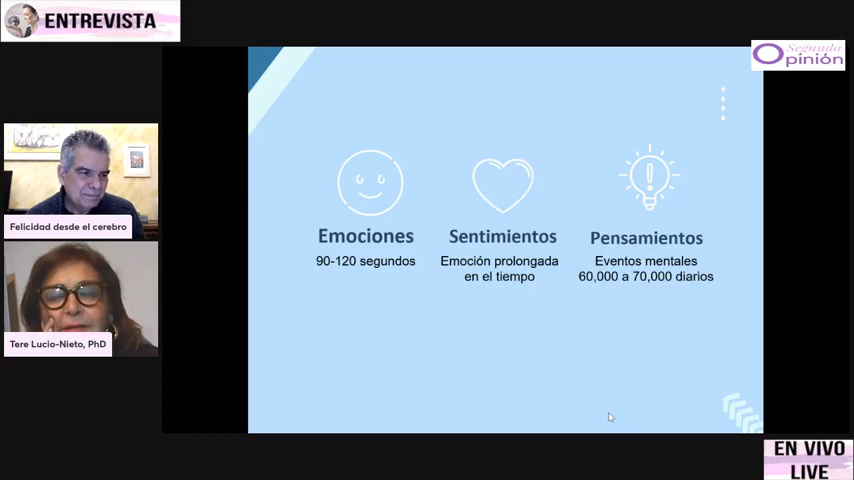 ENTREVISTA
Segunda
Opinión
Felicidad desde el cerebro
Tere Lucio-Nieto, PhD
Emociones
90-120 segundos
Sentimientos
Emoción prolongada
en el tiempo
Pensamientos
Eventos mentales
60,000 a 70,000 diarios
EN VIVO
LIVE